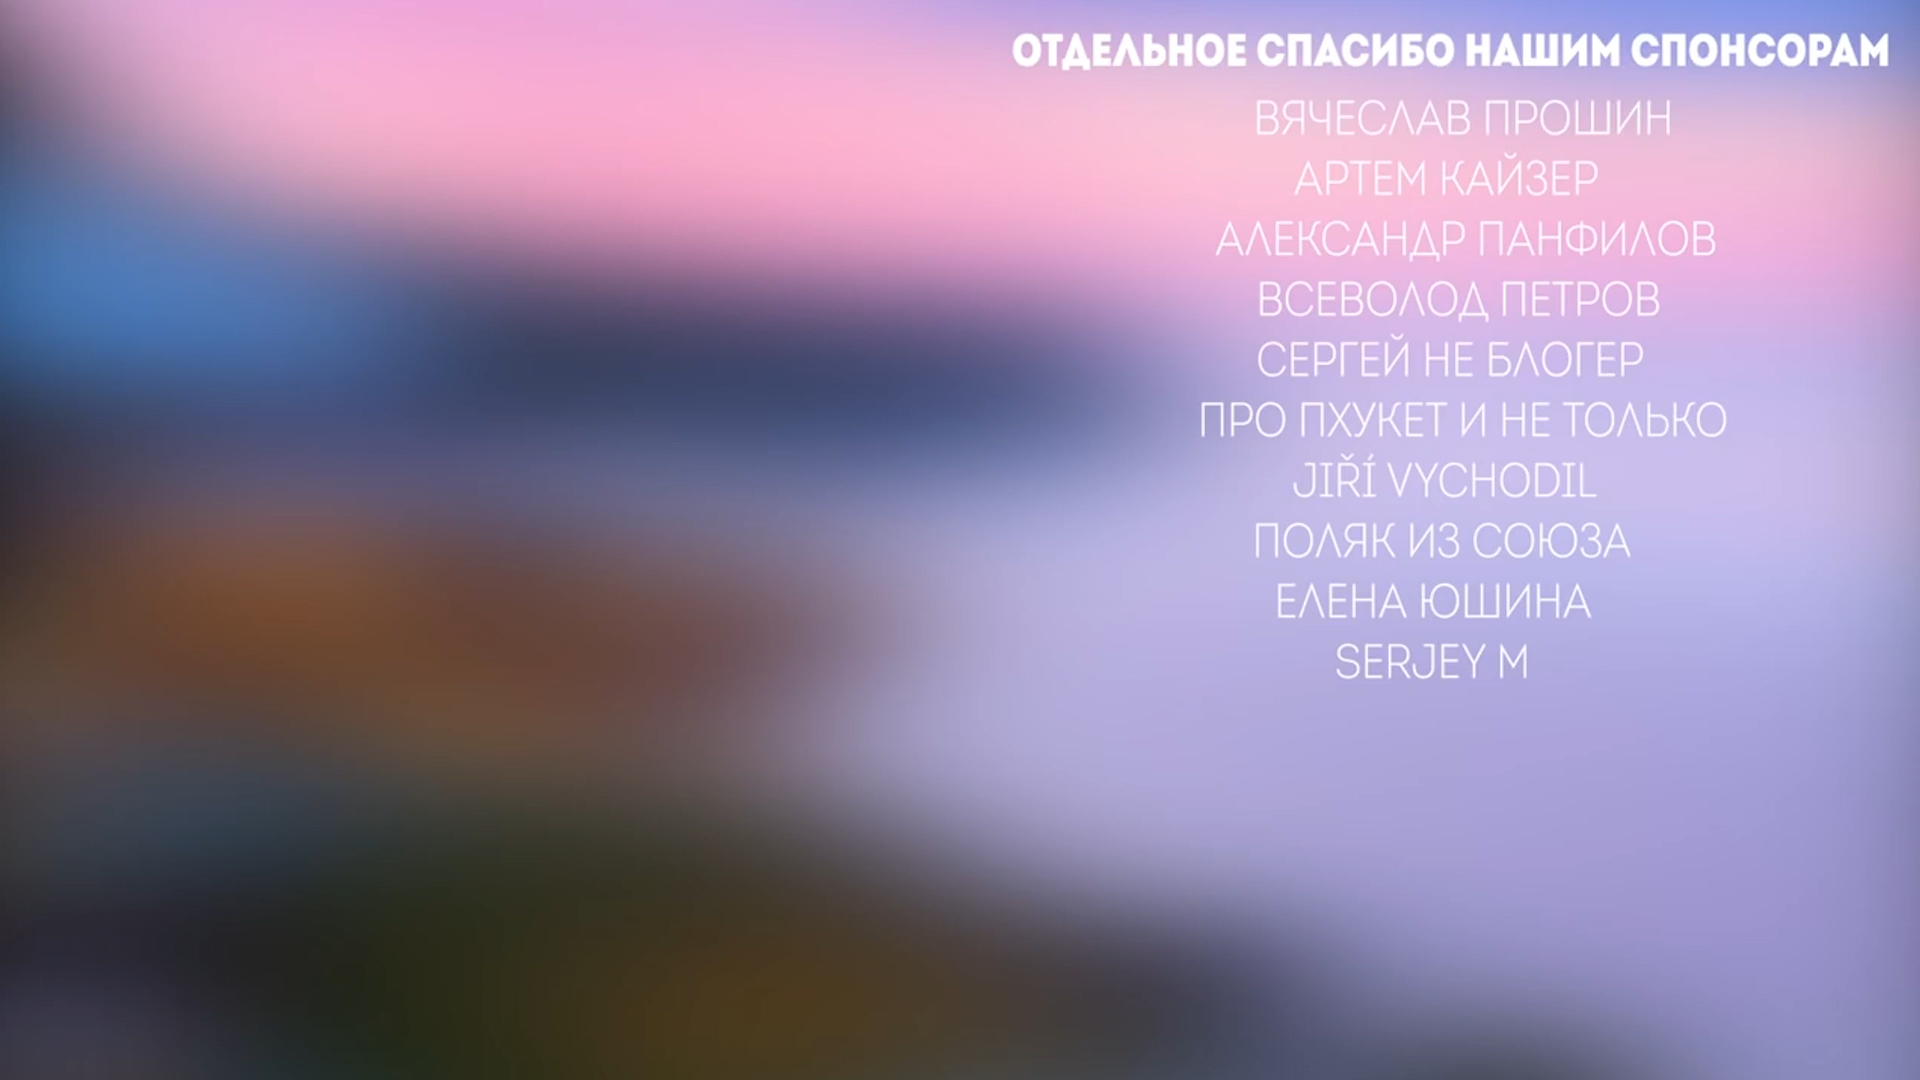 ОТДЕЛЬНОЕ СПАСИБО НАШИМ СПОНСОРАМ
ВЯЧЕСЛАВ ПРОШИН
АРТЕМ КАЙЗЕР
АЛЕКСАНДР ПАНФИЛОВ
ВСЕВОЛОД ПЕТРОВ
СЕРГЕЙ НЕ БЛОГЕР
ПРО ПХУКЕТ И НЕ ТОЛЬКО
JIŘÍ VYCHODIL
ПОЛЯК ИЗ СОЮЗА
ЕЛЕНА ЮШИНА
SERJEY M